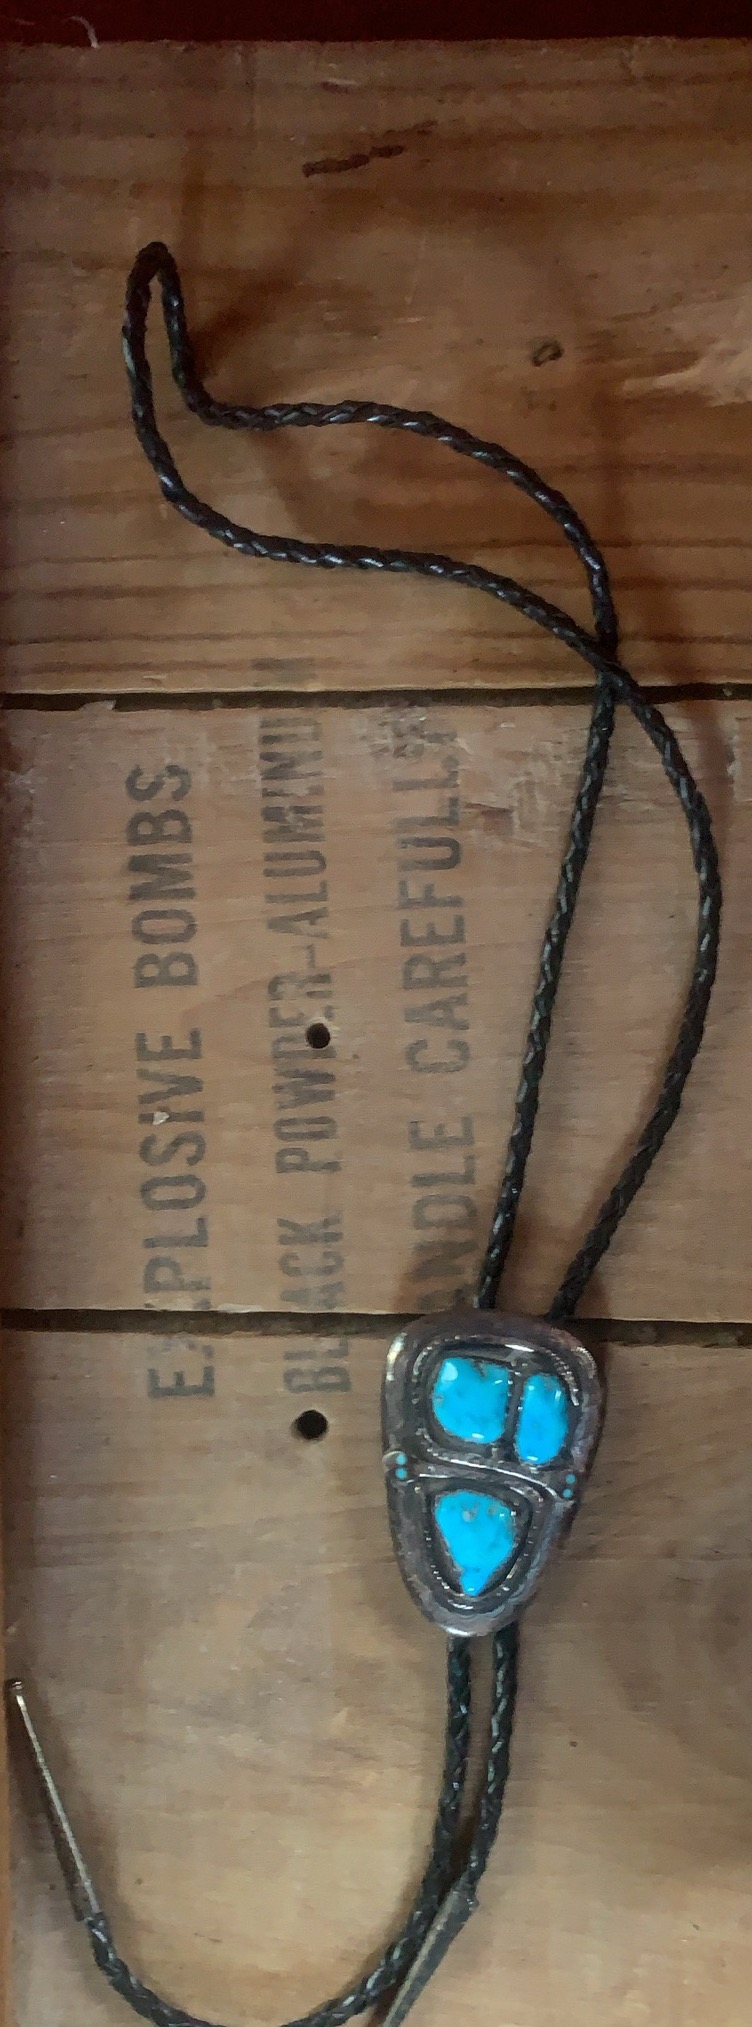 EXPLOSIVE BOMBS
BLACK POWDER-ALUMINUM
HANDLE CAREFULLY